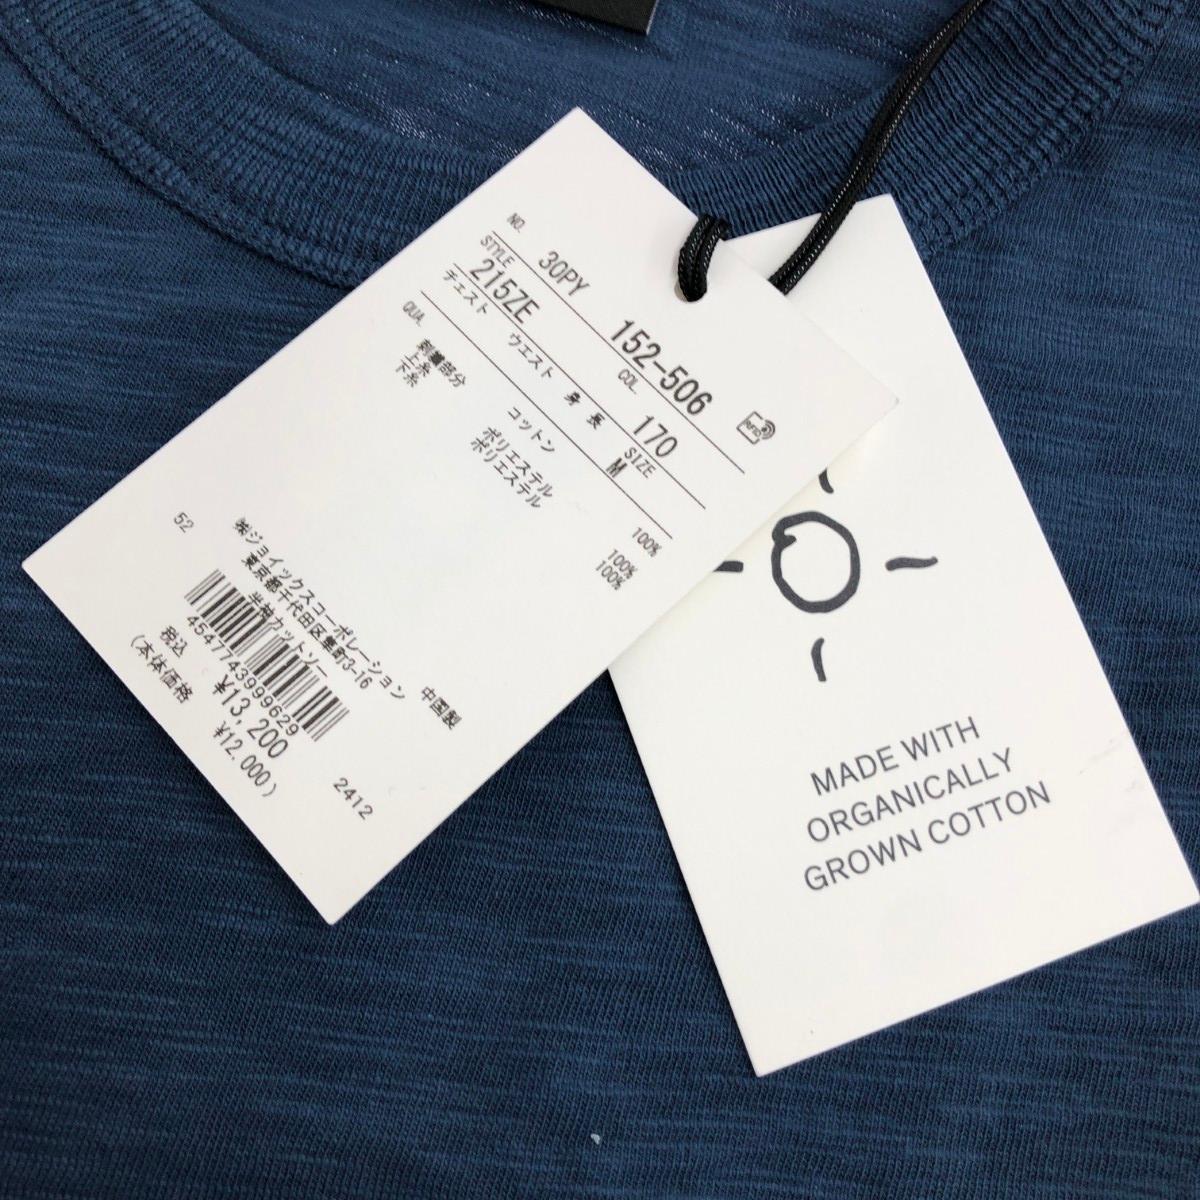 NO. 30PY 152-506
RFID
STYLE COL.
215ZE 170
チェスト ウエスト 身長 SIZE
M
QUA. コットン 100%
刺繍部分
上糸 ポリエステル 100%
下糸 ポリエステル 100%
52
㈱ジョイックスコーポレーション 中国製
東京都千代田区隼町3-16
半袖カットソー
4547743999629
税込 ¥13,200
(本体価格 ¥12,000)
2412
MADE WITH
ORGANICALLY
GROWN COTTON